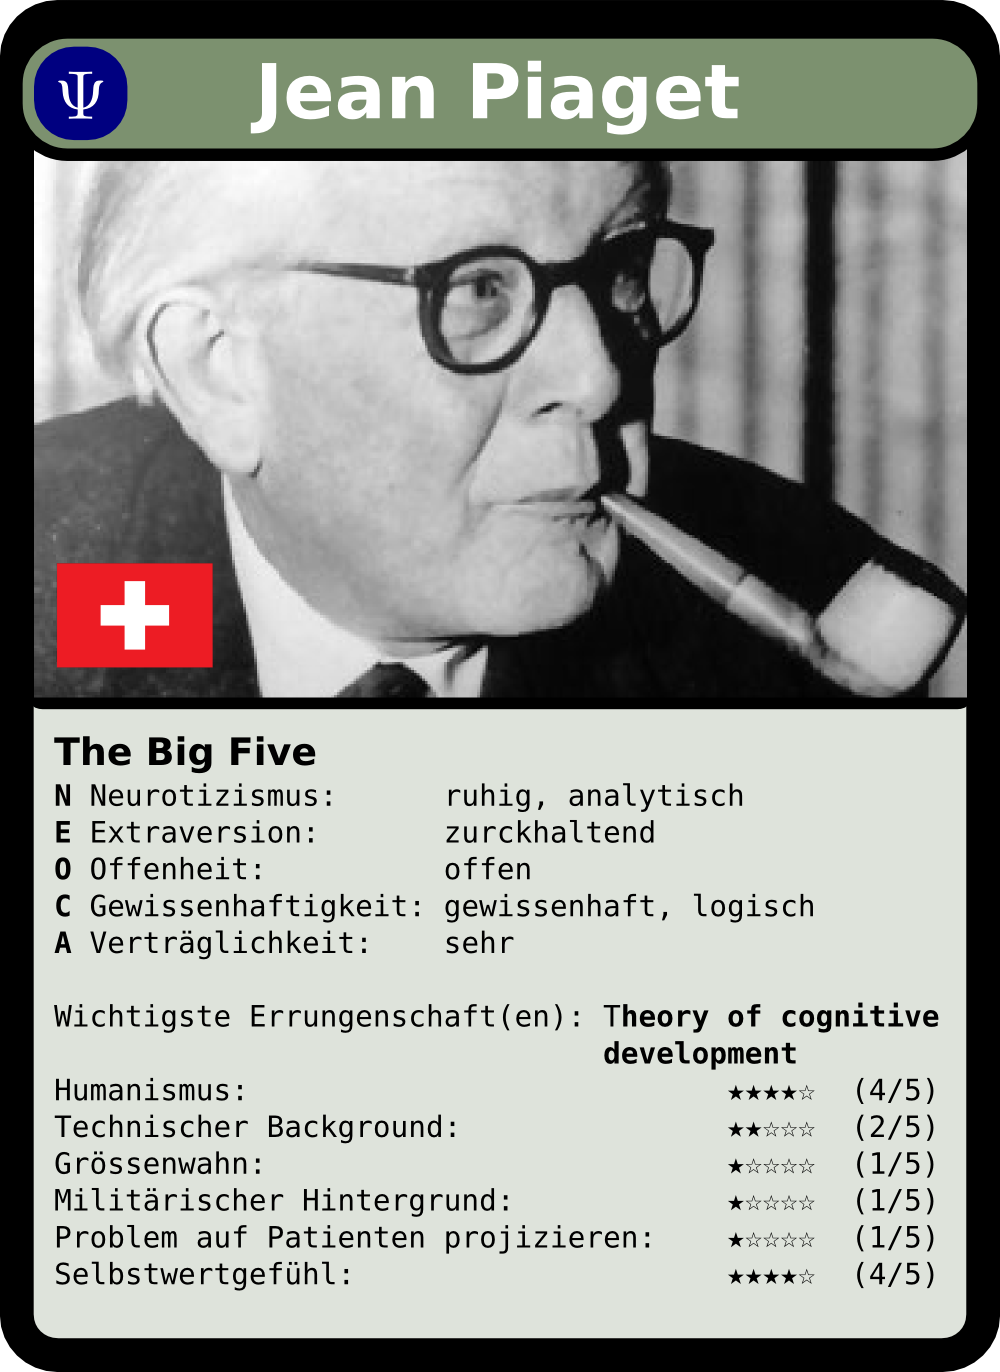 Ψ Jean Piaget
The Big Five
N Neurotizismus: ruhig, analytisch
E Extraversion: zurckhaltend
O Offenheit: offen
C Gewissenhaftigkeit: gewissenhaft, logisch
A Verträglichkeit: sehr
Wichtigste Errungenschaft(en): Theory of cognitive
development
Humanismus: ★★★★☆ (4/5)
Technischer Background: ★★☆☆☆ (2/5)
Grössenwahn: ★☆☆☆☆ (1/5)
Militärischer Hintergrund: ★☆☆☆☆ (1/5)
Problem auf Patienten projizieren: ★☆☆☆☆ (1/5)
Selbstwertgefühl: ★★★★☆ (4/5)